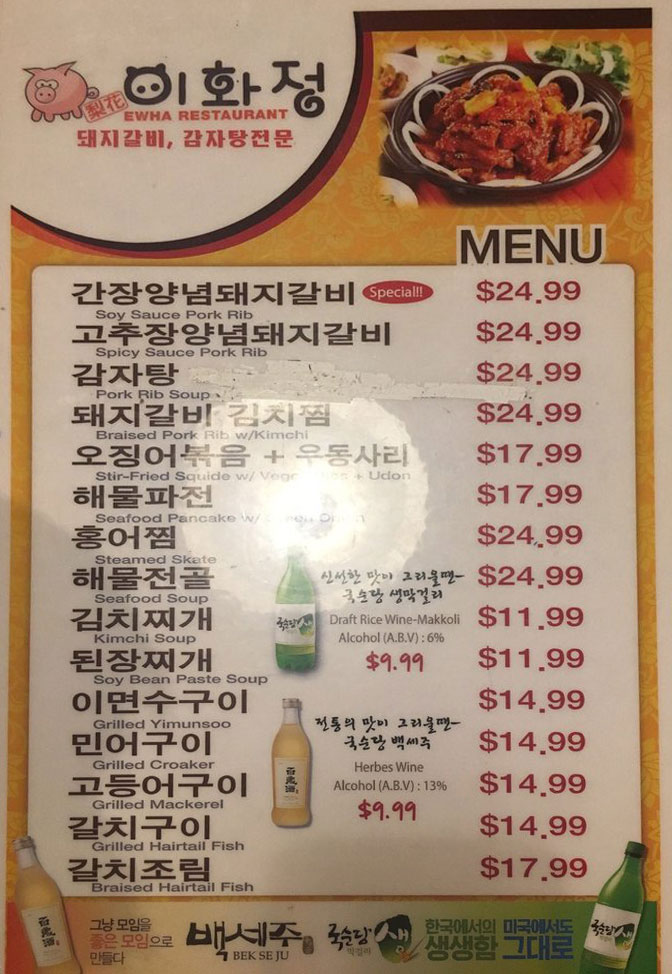 梨花 이화정
EWHA RESTAURANT
돼지갈비, 감자탕전문
MENU
간장양념돼지갈비 Special!! $24.99
Soy Sauce Pork Rib
고추장양념돼지갈비 $24.99
Spicy Sauce Pork Rib
감자탕 $24.99
Pork Rib Soup
돼지갈비 김치찜 $24.99
Braised Pork Rib w/Kimchi
오징어볶음 + 우동사리 $17.99
Stir-Fried Squide w/ + Udon
해물파전 $17.99
Seafood Pancake w/
홍어찜 $24.99
Steamed Skate
해물전골 $24.99
Seafood Soup
김치찌개 $11.99
Kimchi Soup
된장찌개 $11.99
Soy Bean Paste Soup
이면수구이 $14.99
Grilled Yimunsoo
민어구이 $14.99
Grilled Croaker
고등어구이 $14.99
Grilled Mackerel
갈치구이 $14.99
Grilled Hairtail Fish
갈치조림 $17.99
Braised Hairtail Fish
신선한 맛이 그리울땐~
국순당 생막걸리
Draft Rice Wine-Makkoli
Alcohol (A.B.V) : 6%
$9.99
전통의 맛이 그리울땐~
국순당 백세주
Herbes Wine
Alcohol (A.B.V) : 13%
$9.99
그냥 모임을
좋은 모임으로
만들다
백세주
BEK SE JU
국순당 생
막걸리
한국에서의 생생함
미국에서도 그대로